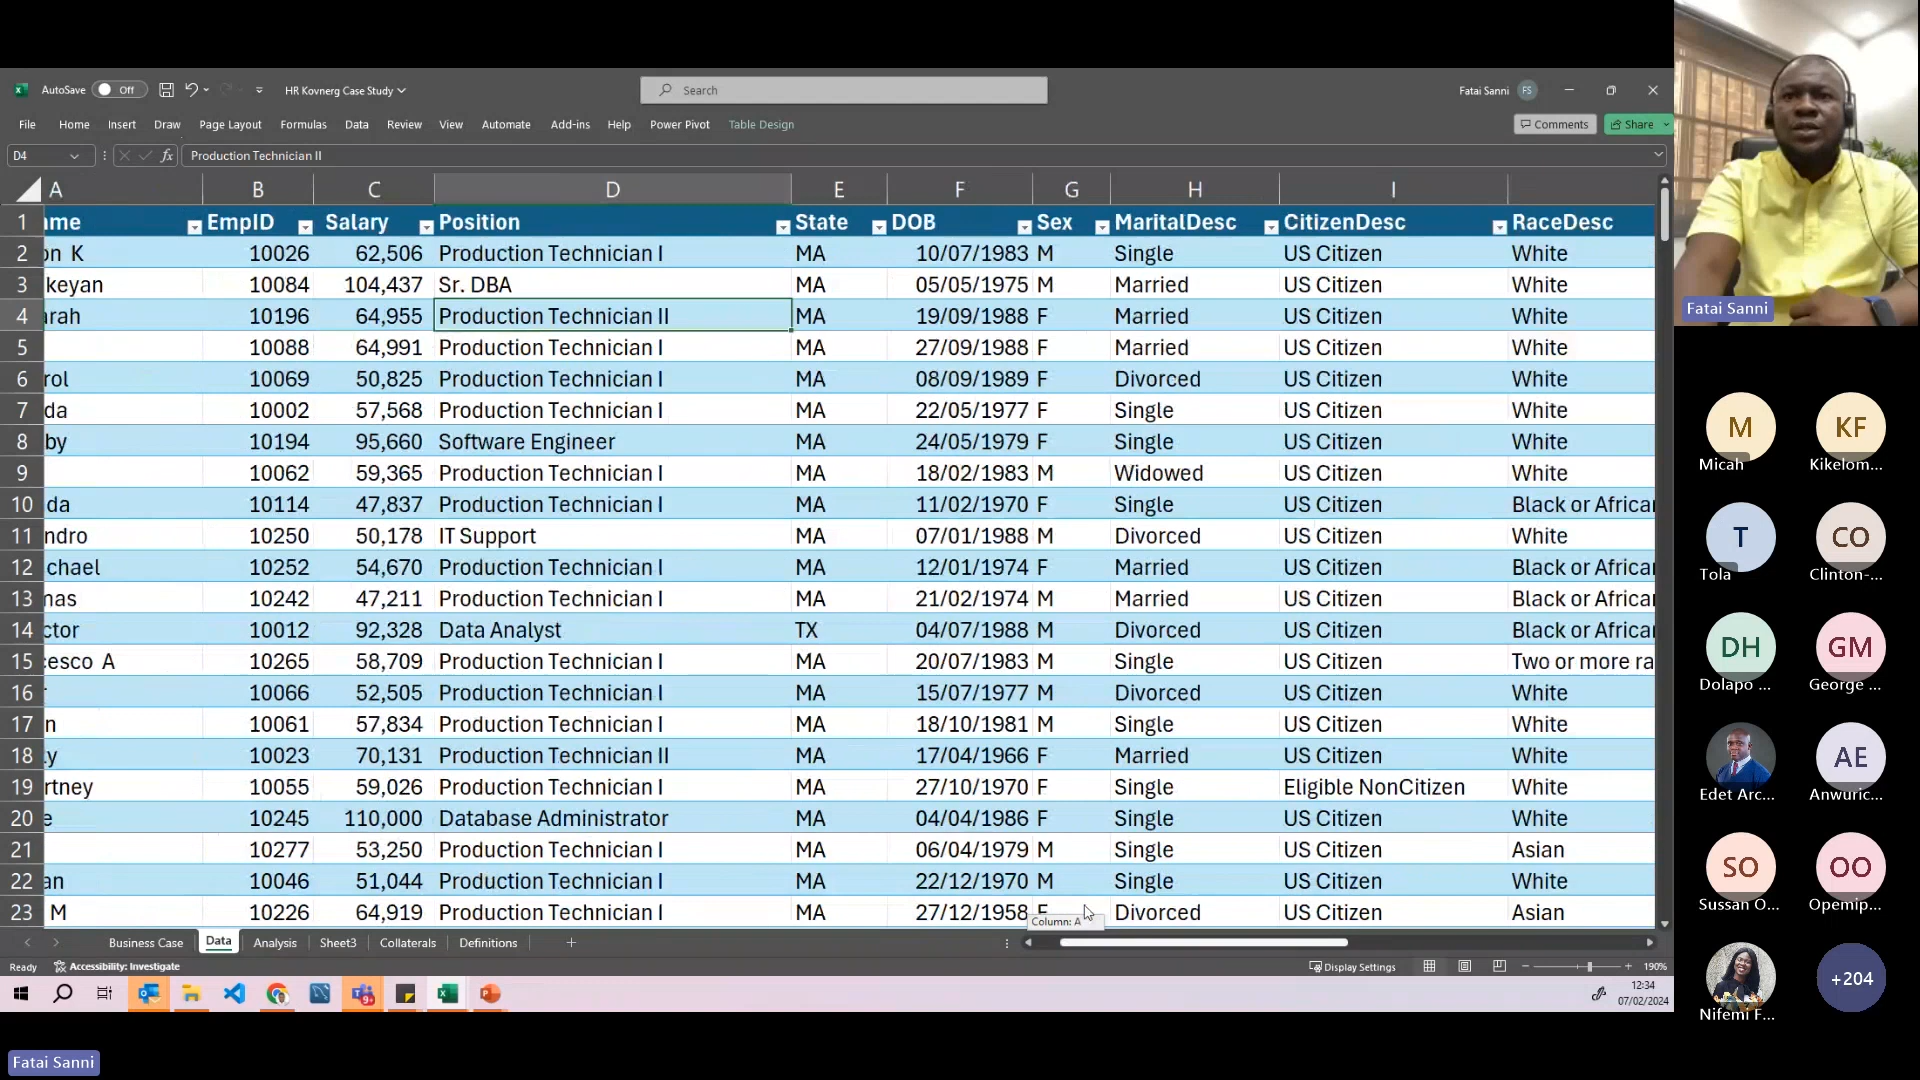 AutoSave Off HR Kovnerg Case Study Search Fatai Sanni FS
File Home Insert Draw Page Layout Formulas Data Review View Automate Add-ins Help Power Pivot Table Design Comments Share
D4 fx Production Technician II
A B C D E F G H I
1 ame EmpID Salary Position State DOB Sex MaritalDesc CitizenDesc RaceDesc
2 on K 10026 62,506 Production Technician I MA 10/07/1983 M Single US Citizen White
3 keyan 10084 104,437 Sr. DBA MA 05/05/1975 M Married US Citizen White
4 arah 10196 64,955 Production Technician II MA 19/09/1988 F Married US Citizen White
5 10088 64,991 Production Technician I MA 27/09/1988 F Married US Citizen White
6 rol 10069 50,825 Production Technician I MA 08/09/1989 F Divorced US Citizen White
7 da 10002 57,568 Production Technician I MA 22/05/1977 F Single US Citizen White
8 by 10194 95,660 Software Engineer MA 24/05/1979 F Single US Citizen White
9 10062 59,365 Production Technician I MA 18/02/1983 M Widowed US Citizen White
10 da 10114 47,837 Production Technician I MA 11/02/1970 F Single US Citizen Black or African
11 ndro 10250 50,178 IT Support MA 07/01/1988 M Divorced US Citizen White
12 chael 10252 54,670 Production Technician I MA 12/01/1974 F Married US Citizen Black or African
13 mas 10242 47,211 Production Technician I MA 21/02/1974 M Married US Citizen Black or African
14 ctor 10012 92,328 Data Analyst TX 04/07/1988 M Divorced US Citizen Black or African
15 cesco A 10265 58,709 Production Technician I MA 20/07/1983 M Single US Citizen Two or more ra
16 r 10066 52,505 Production Technician I MA 15/07/1977 M Divorced US Citizen White
17 n 10061 57,834 Production Technician I MA 18/10/1981 M Single US Citizen White
18 ly 10023 70,131 Production Technician II MA 17/04/1966 F Married US Citizen White
19 rtney 10055 59,026 Production Technician I MA 27/10/1970 F Single Eligible NonCitizen White
20 e 10245 110,000 Database Administrator MA 04/04/1986 F Single US Citizen White
21 10277 53,250 Production Technician I MA 06/04/1979 M Single US Citizen Asian
22 an 10046 51,044 Production Technician I MA 22/12/1970 M Single US Citizen White
23 M 10226 64,919 Production Technician I MA 27/12/1958 F Divorced US Citizen Asian
Column: A
Business Case Data Analysis Sheet3 Collaterals Definitions
Ready Accessibility: Investigate Display Settings 190%
12:34
07/02/2024
Fatai Sanni
Fatai Sanni
M KF
Micah Kikelom...
T CO
Tola Clinton-...
DH GM
Dolapo ... George ...
AE
Edet Arc... Anwuric...
SO OO
Sussan O... Opemip...
+204
Nifemi F...